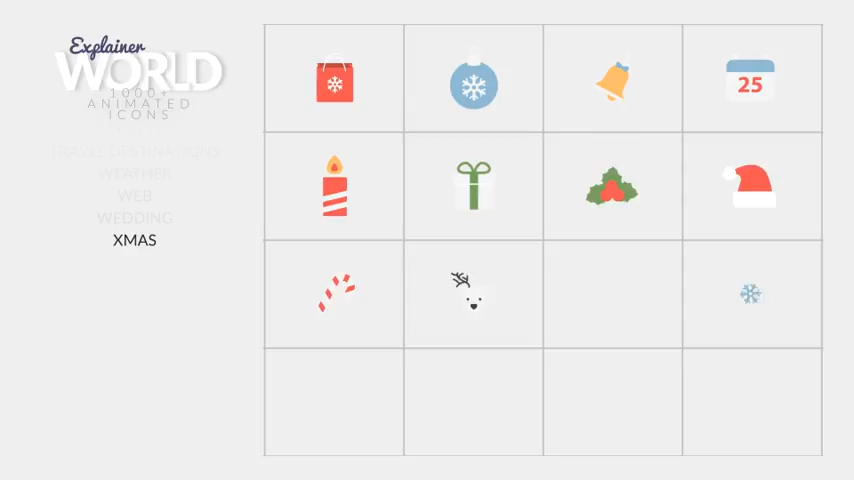 Explainer
WORLD
1000+
ANIMATED
ICONS
TRAVEL DESTINATIONS
WEATHER
WEB
WEDDING
XMAS
25